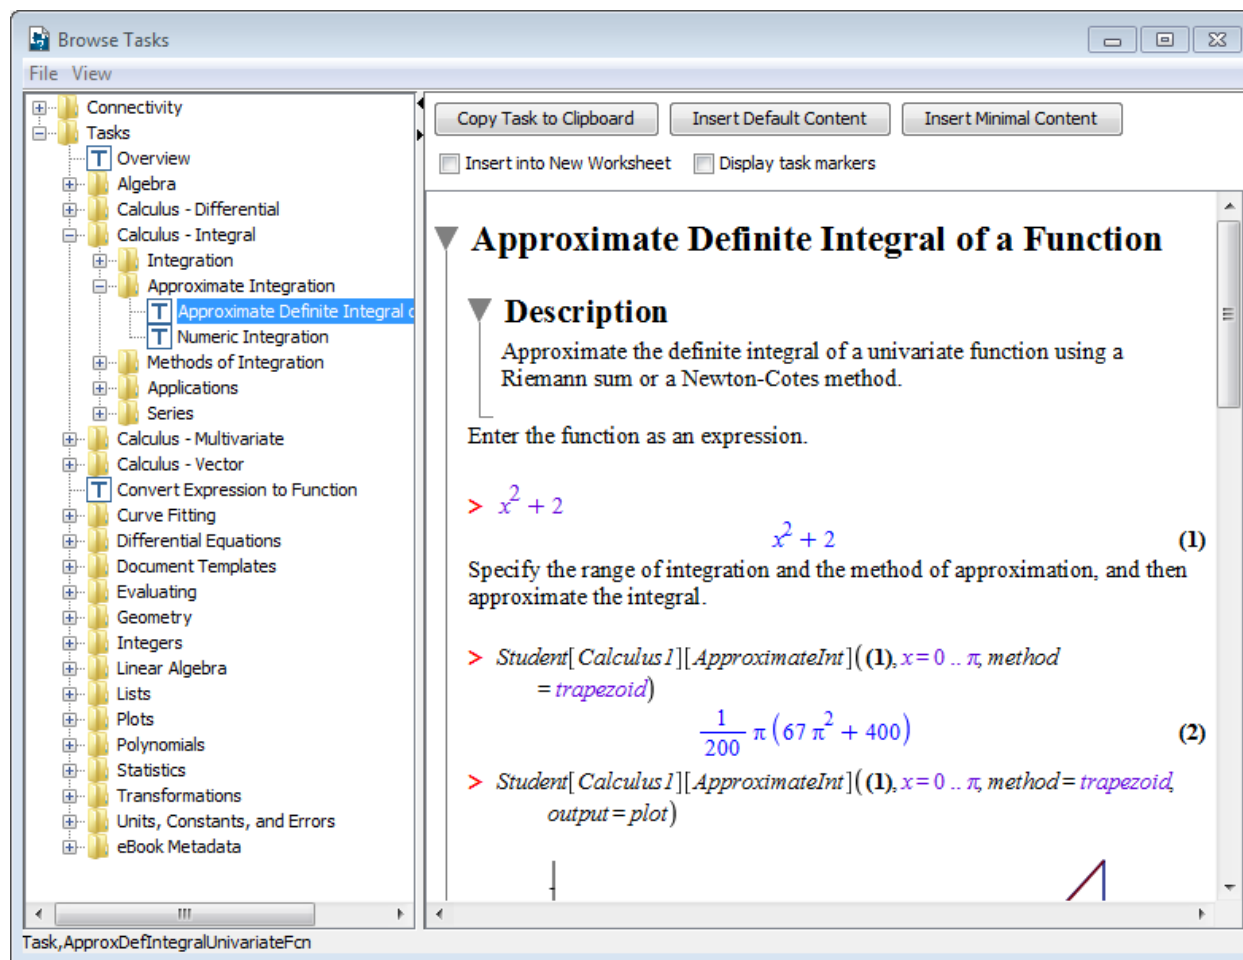 Browse Tasks
File View
Connectivity
Tasks
Overview
Algebra
Calculus - Differential
Calculus - Integral
Integration
Approximate Integration
Approximate Definite Integral
Numeric Integration
Methods of Integration
Applications
Series
Calculus - Multivariate
Calculus - Vector
Convert Expression to Function
Curve Fitting
Differential Equations
Document Templates
Evaluating
Geometry
Integers
Linear Algebra
Lists
Plots
Polynomials
Statistics
Transformations
Units, Constants, and Errors
eBook Metadata
Copy Task to Clipboard Insert Default Content Insert Minimal Content
Insert into New Worksheet Display task markers
Approximate Definite Integral of a Function
Description
Approximate the definite integral of a univariate function using a
Riemann sum or a Newton-Cotes method.
Enter the function as an expression.
> x² + 2
x² + 2 (1)
Specify the range of integration and the method of approximation, and then
approximate the integral.
> Student[Calculus1][ApproximateInt]((1), x = 0 .. π, method
= trapezoid)
1/200 π (67 π² + 400) (2)
> Student[Calculus1][ApproximateInt]((1), x = 0 .. π, method = trapezoid,
output = plot)
Task,ApproxDefIntegralUnivariateFcn